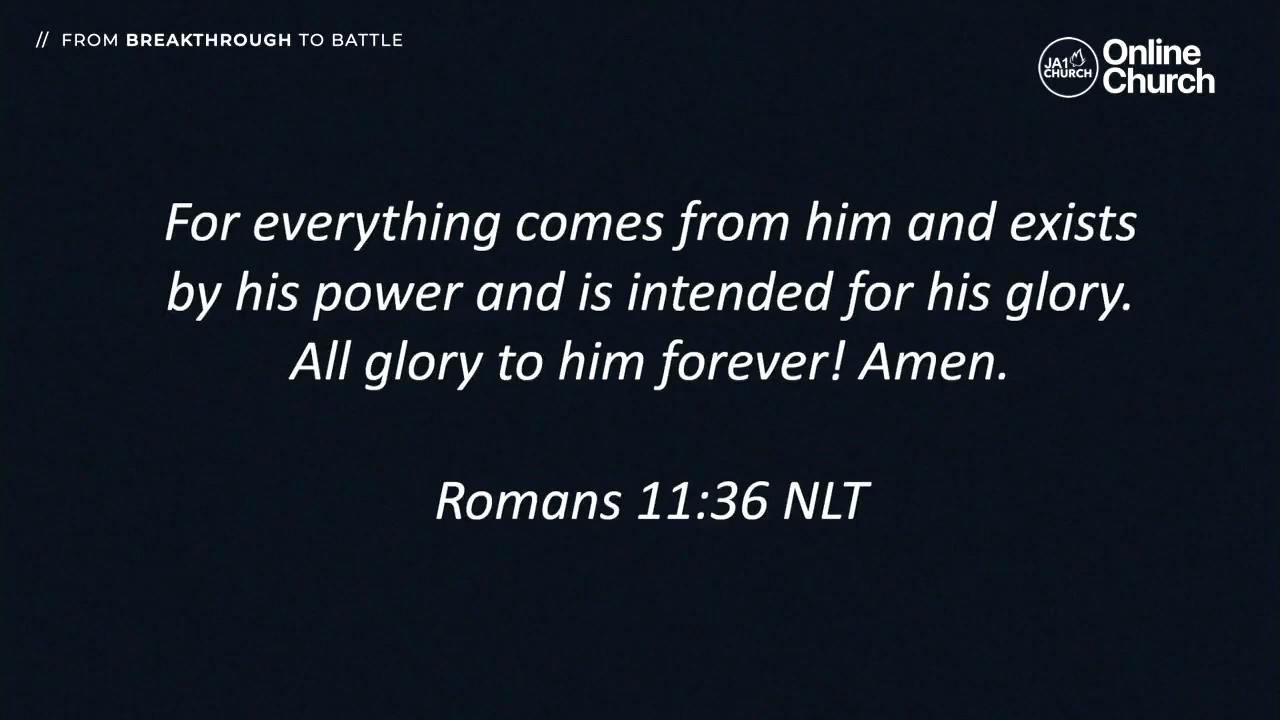 // FROM BREAKTHROUGH TO BATTLE
JA1
CHURCH
Online
Church
For everything comes from him and exists
by his power and is intended for his glory.
All glory to him forever! Amen.
Romans 11:36 NLT